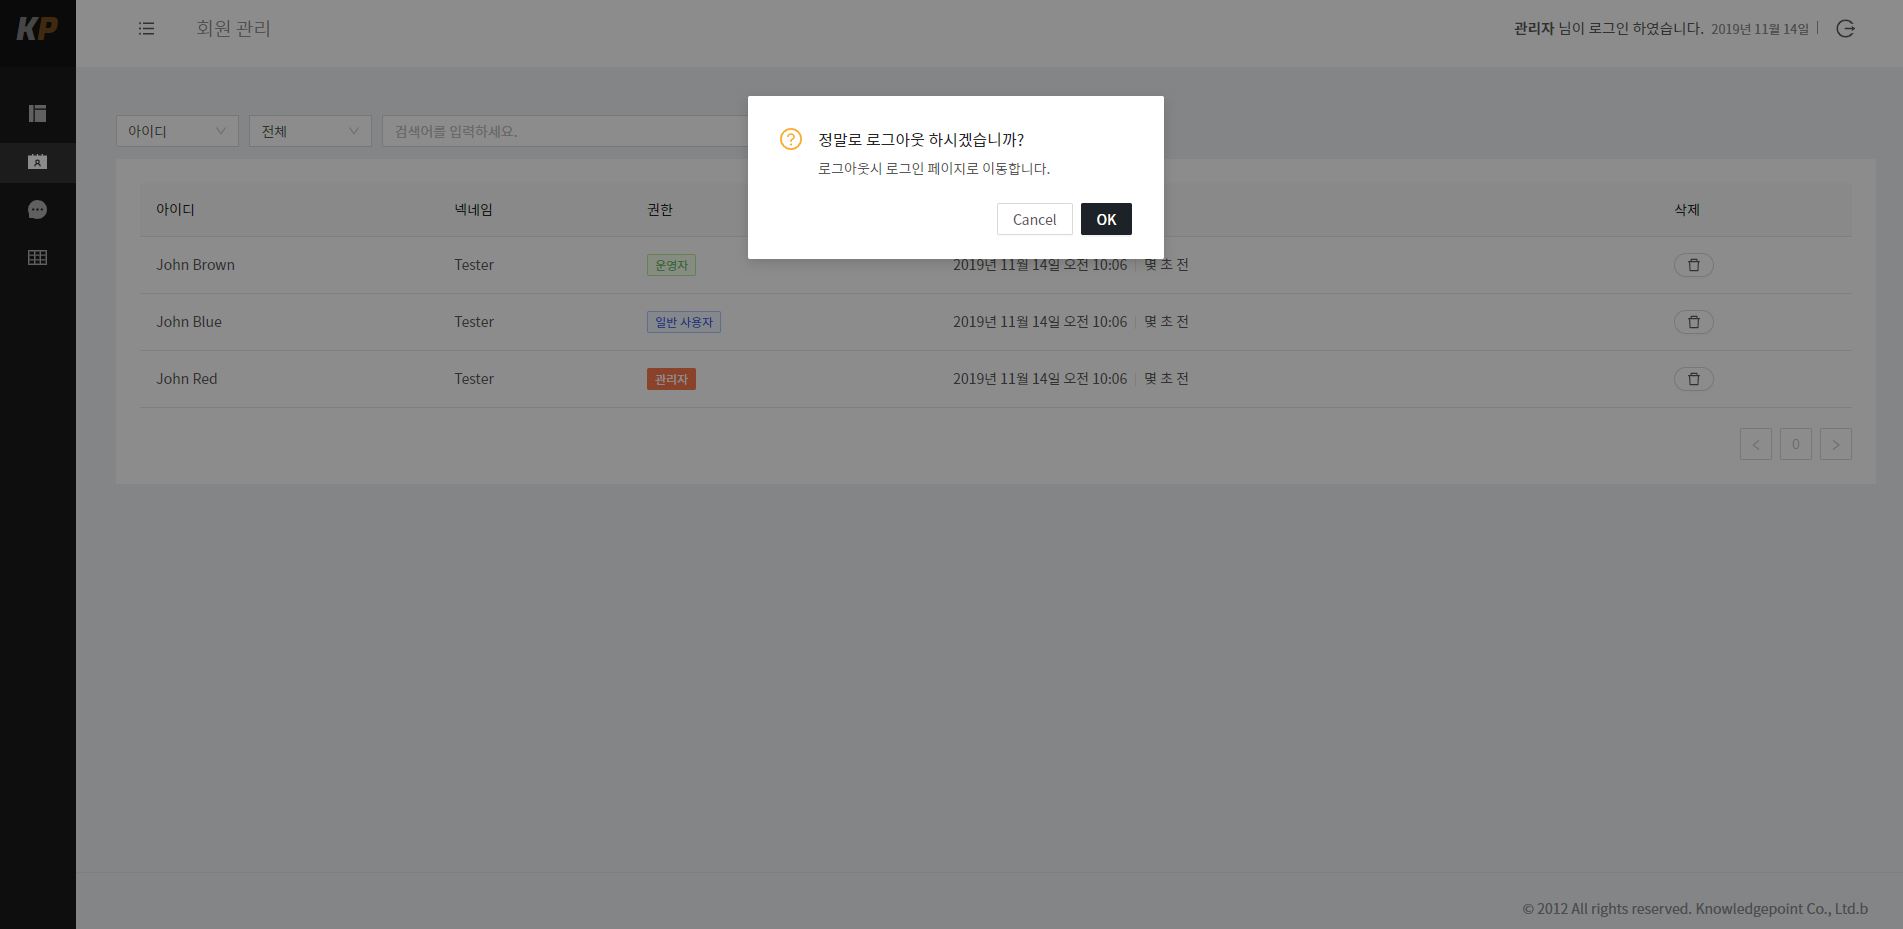 KP
회원 관리
관리자 님이 로그인 하였습니다. 2019년 11월 14일
아이디
전체
검색어를 입력하세요.
정말로 로그아웃 하시겠습니까?
로그아웃시 로그인 페이지로 이동합니다.
Cancel
OK
아이디 넥네임 권한 삭제
John Brown Tester 운영자 2019년 11월 14일 오전 10:06 몇 초 전
John Blue Tester 일반 사용자 2019년 11월 14일 오전 10:06 몇 초 전
John Red Tester 관리자 2019년 11월 14일 오전 10:06 몇 초 전
< 0 >
© 2012 All rights reserved. Knowledgepoint Co., Ltd.b